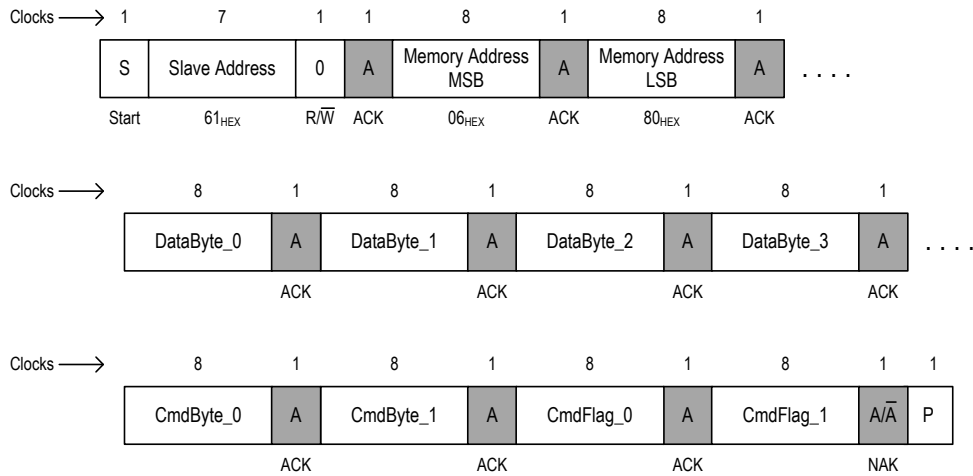 Clocks 1 7 1 1 8 1 8 1
S Slave Address 0 A Memory Address MSB A Memory Address LSB A . . . .
Start 61HEX R/W̅ ACK 06HEX ACK 80HEX ACK
Clocks 8 1 8 1 8 1 8 1
DataByte_0 A DataByte_1 A DataByte_2 A DataByte_3 A . . . .
ACK ACK ACK ACK
Clocks 8 1 8 1 8 1 8 1 1
CmdByte_0 A CmdByte_1 A CmdFlag_0 A CmdFlag_1 A/A̅ P
ACK ACK ACK NAK